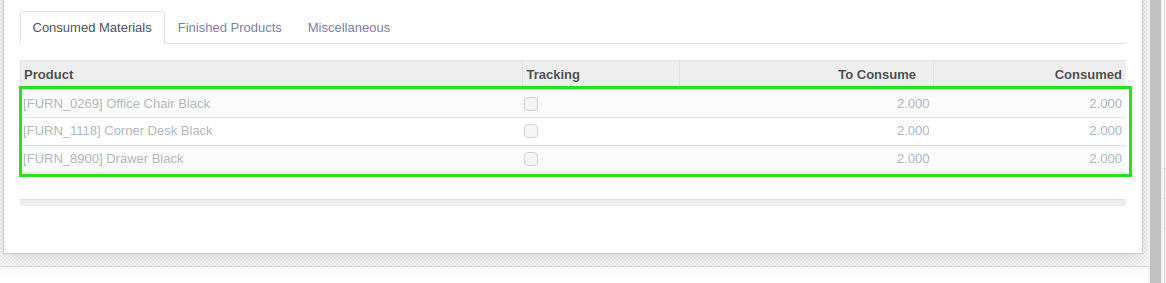 Consumed Materials Finished Products Miscellaneous
Product Tracking To Consume Consumed
[FURN_0269] Office Chair Black 2.000 2.000
[FURN_1118] Corner Desk Black 2.000 2.000
[FURN_8900] Drawer Black 2.000 2.000